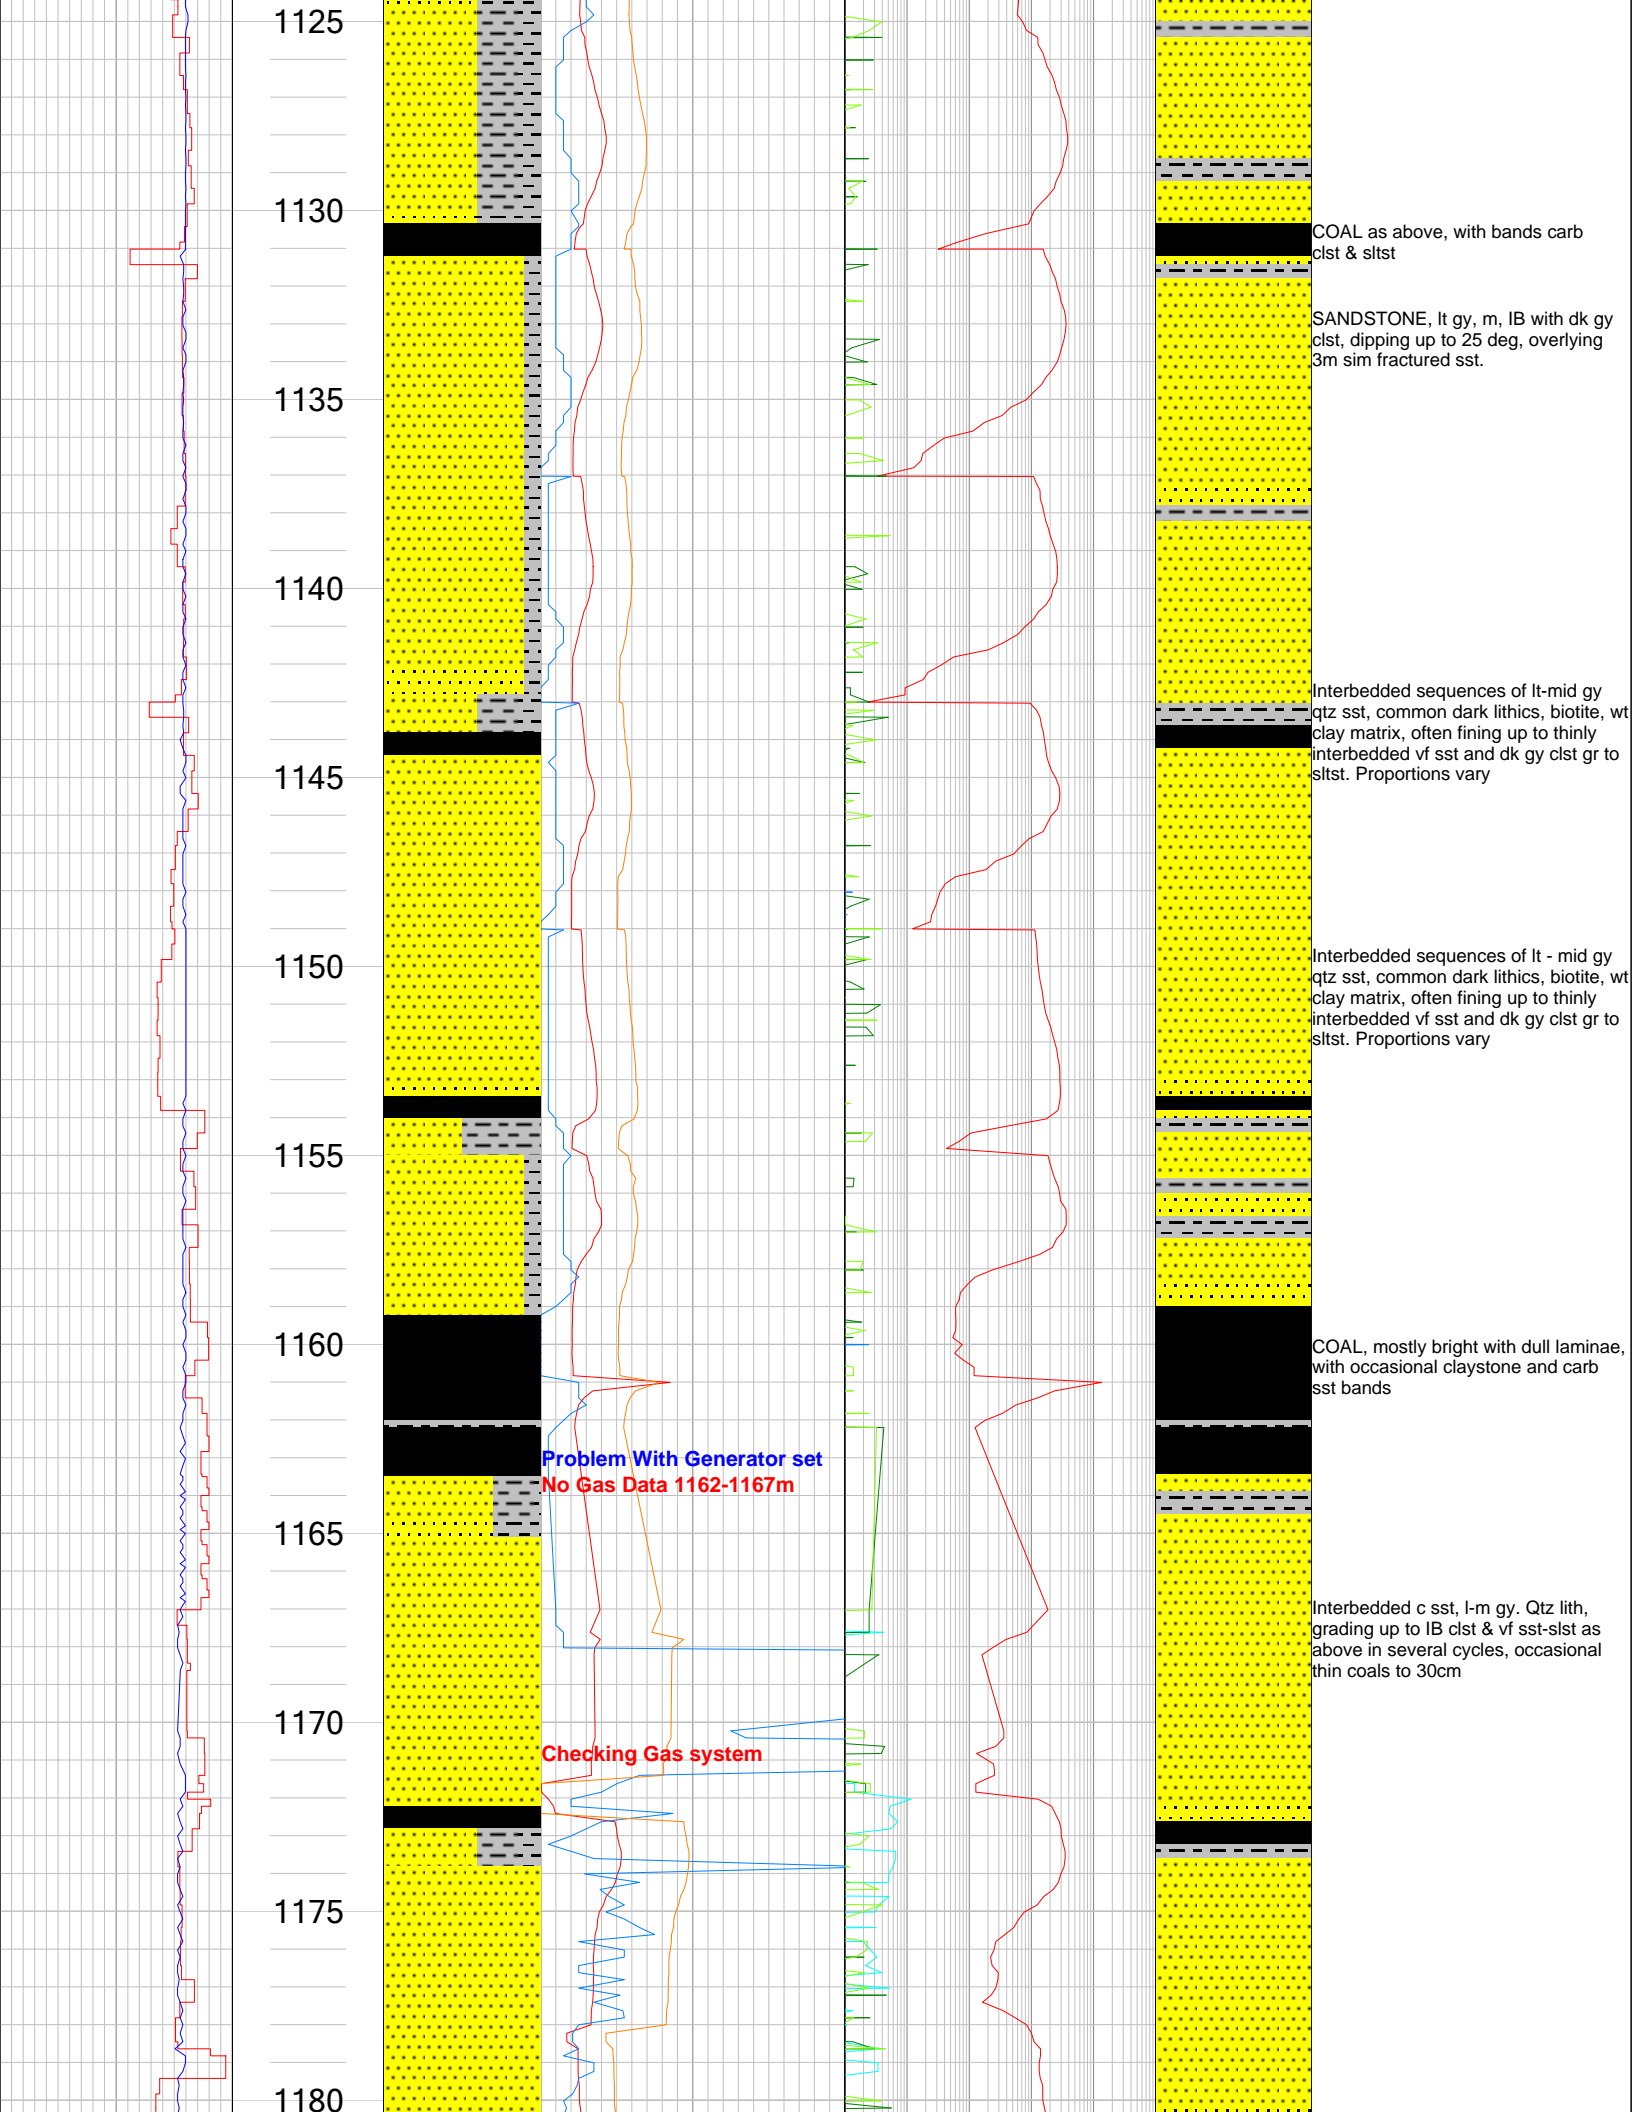 1125
1130
COAL as above, with bands carb
clst & sltst
SANDSTONE, lt gy, m, IB with dk gy
clst, dipping up to 25 deg, overlying
3m sim fractured sst.
1135
1140
Interbedded sequences of lt-mid gy
qtz sst, common dark lithics, biotite, wt
clay matrix, often fining up to thinly
interbedded vf sst and dk gy clst gr to
sltst. Proportions vary
1145
1150
Interbedded sequences of lt - mid gy
qtz sst, common dark lithics, biotite, wt
clay matrix, often fining up to thinly
interbedded vf sst and dk gy clst gr to
sltst. Proportions vary
1155
1160
COAL, mostly bright with dull laminae,
with occasional claystone and carb
sst bands
Problem With Generator set
No Gas Data 1162-1167m
1165
Interbedded c sst, l-m gy. Qtz lith,
grading up to IB clst & vf sst-slst as
above in several cycles, occasional
thin coals to 30cm
1170
Checking Gas system
1175
1180